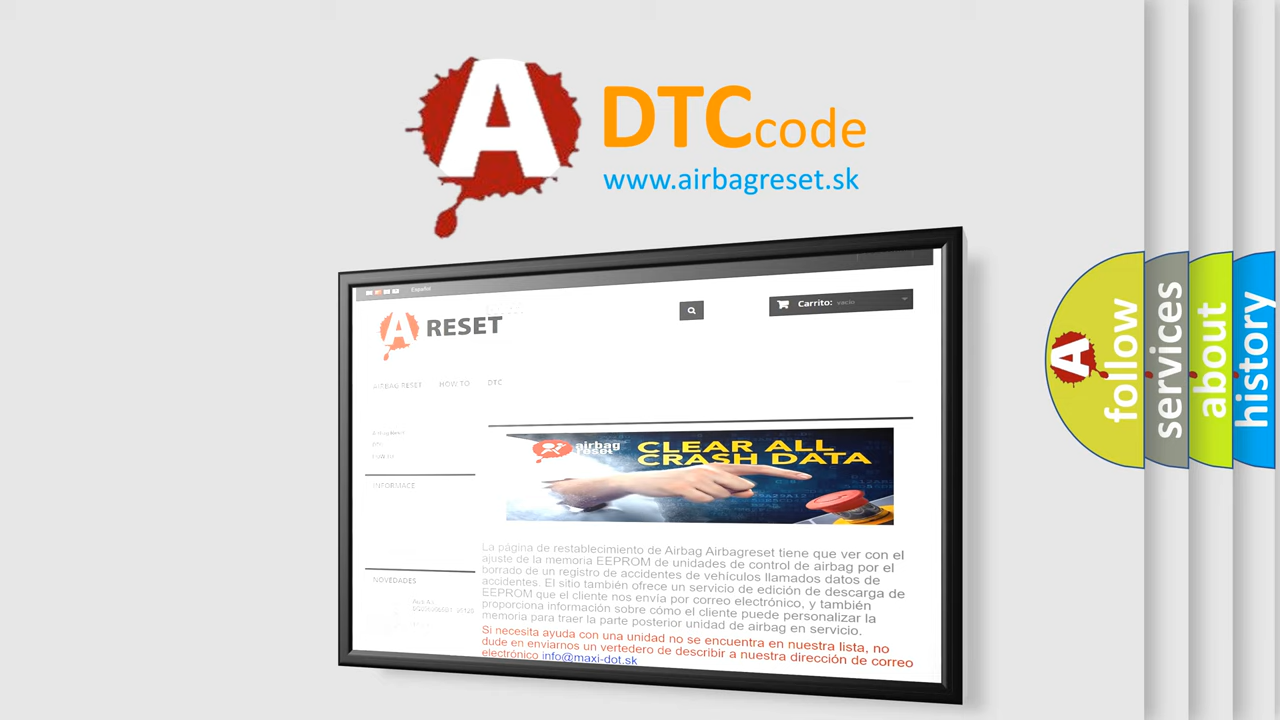 A DTCcode
www.airbagreset.sk
Español
A RESET
Carrito: vacío
AIRBAG RESET HOW TO DTC
INFORMACE
NOVEDADES
airbag
reset
CLEAR ALL
CRASH DATA
La página de restablecimiento de Airbag Airbagreset tiene que ver con el
ajuste de la memoria EEPROM de unidades de control de airbag por el
borrado de un registro de accidentes de vehículos llamados datos de
accidentes. El sitio también ofrece un servicio de edición de descarga de
EEPROM que el cliente nos envía por correo electrónico, y también
proporciona información sobre cómo el cliente puede personalizar la
memoria para traer la parte posterior unidad de airbag en servicio.
Si necesita ayuda con una unidad no se encuentra en nuestra lista, no
dude en enviarnos un vertedero de describir a nuestra dirección de correo
electrónico info@maxi-dot.sk
A follow
services
about
history